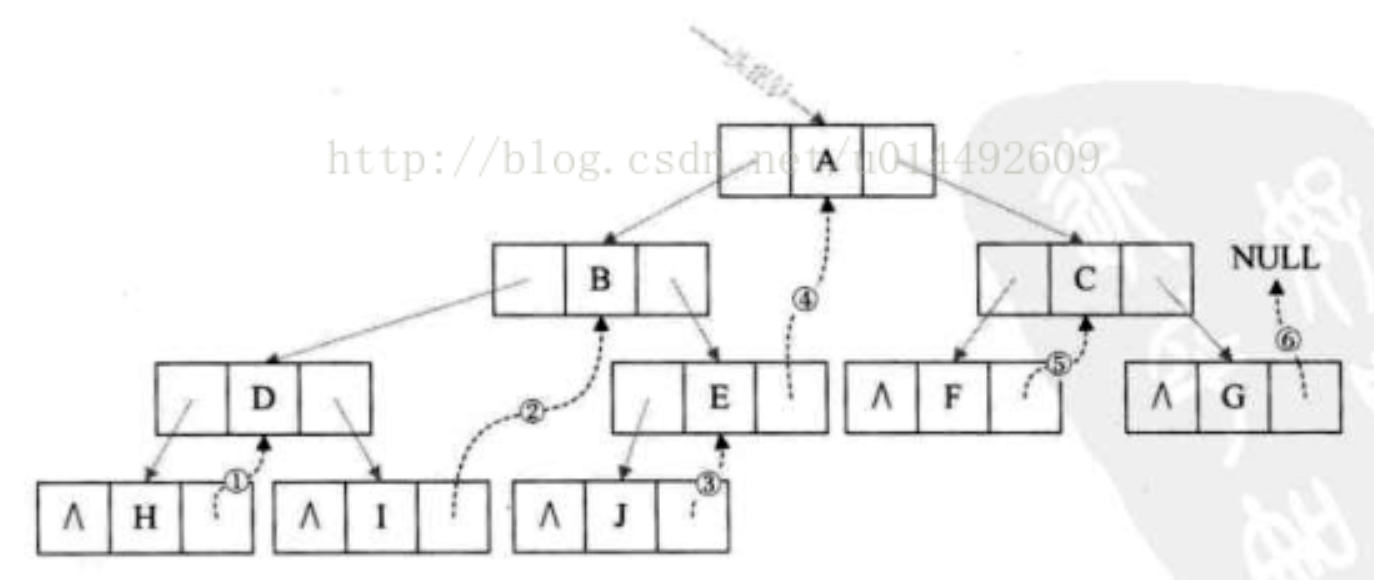 http://blog.csdn.net/u014492609
A
B
C
NULL
④
⑥
D
E
∧ F
∧ G
⑤
②
①
③
∧ H
∧ I
∧ J